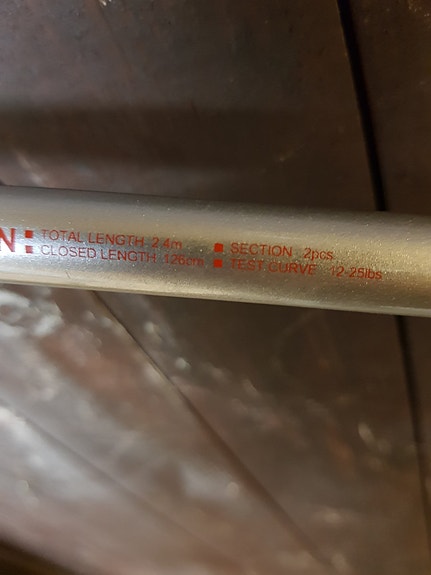 N
TOTAL LENGTH 2.4m
CLOSED LENGTH 126cm
SECTION 2pcs
TEST CURVE 12-25lbs